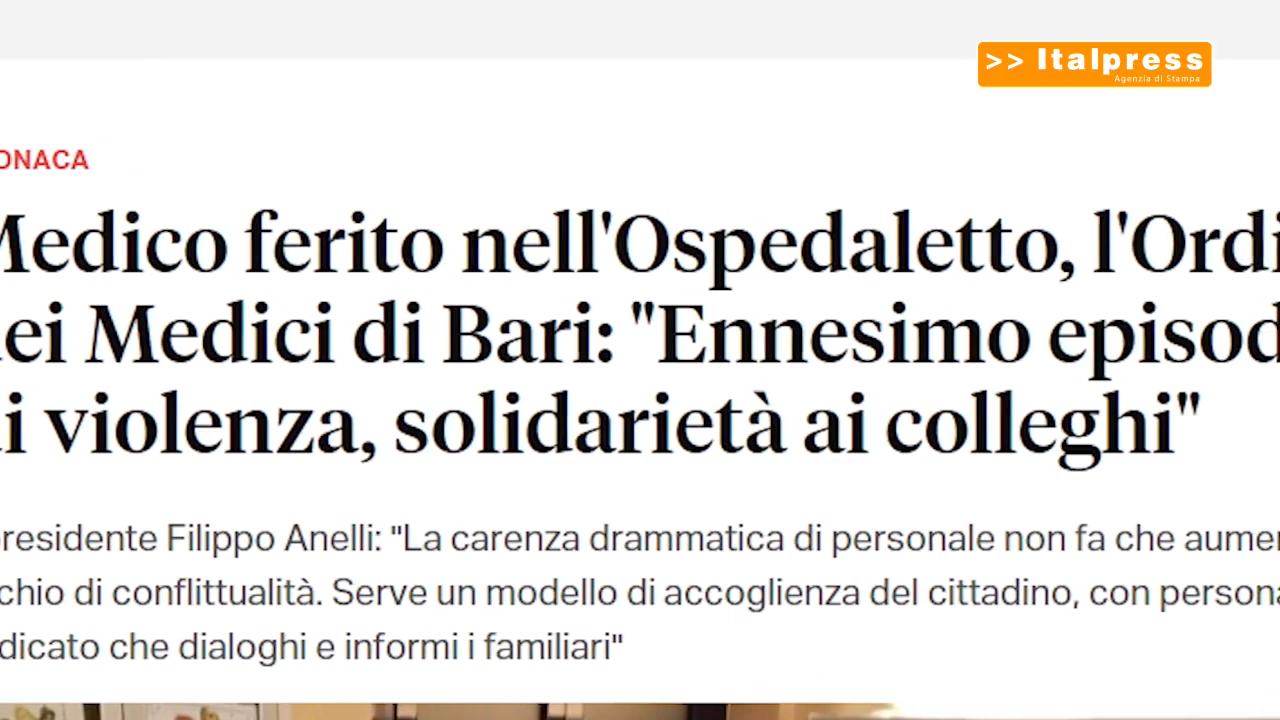 >> Italpress
Agenzia di Stampa
ONACA
Medico ferito nell'Ospedaletto, l'Ordi
ei Medici di Bari: "Ennesimo episod
i violenza, solidarietà ai colleghi"
residente Filippo Anelli: "La carenza drammatica di personale non fa che aumen
chio di conflittualità. Serve un modello di accoglienza del cittadino, con persona
dicato che dialoghi e informi i familiari"